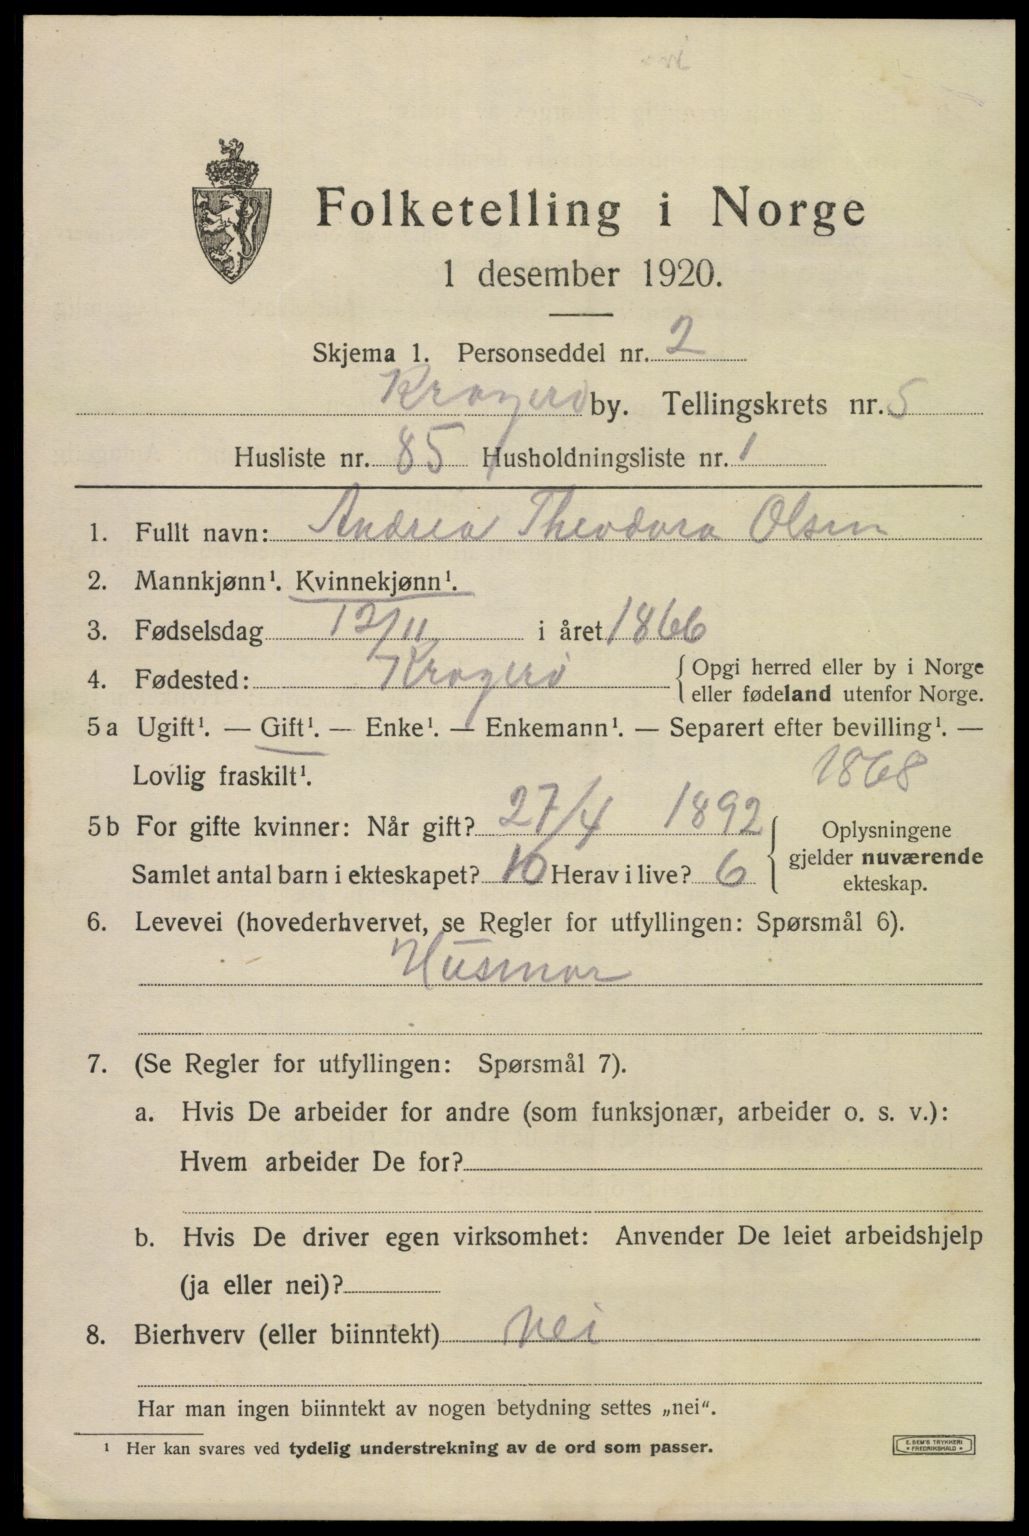 Folketelling i Norge
1 desember 1920.
Skjema 1. Personseddel nr. 2
Kragerø by. Tellingskrets nr. 5
Husliste nr. 85 Husholdningsliste nr. 1
1. Fullt navn: Andrea Theodora Olsen
2. Mannkjønn¹. Kvinnekjønn¹.
3. Fødselsdag 12/11 i året 1866
4. Fødested: Kragerø { Opgi herred eller by i Norge
eller fødeland utenfor Norge.
5 a Ugift¹. — Gift¹. — Enke¹. — Enkemann¹. — Separert efter bevilling¹. —
Lovlig fraskilt¹. 1868
5 b For gifte kvinner: Når gift? 27/4 1892
Samlet antal barn i ekteskapet? 10 Herav i live? 6
{ Oplysningene
gjelder nuværende
ekteskap.
6. Levevei (hovederhvervet, se Regler for utfyllingen: Spørsmål 6).
Husmor
7. (Se Regler for utfyllingen: Spørsmål 7).
a. Hvis De arbeider for andre (som funksjonær, arbeider o. s. v.):
Hvem arbeider De for?
b. Hvis De driver egen virksomhet: Anvender De leiet arbeidshjelp
(ja eller nei)?
8. Bierhverv (eller biinntekt) Nei
Har man ingen biinntekt av nogen betydning settes „nei“.
¹ Her kan svares ved tydelig understrekning av de ord som passer.
E. SEM'S TRYKKERI
• FREDRIKSHALD •